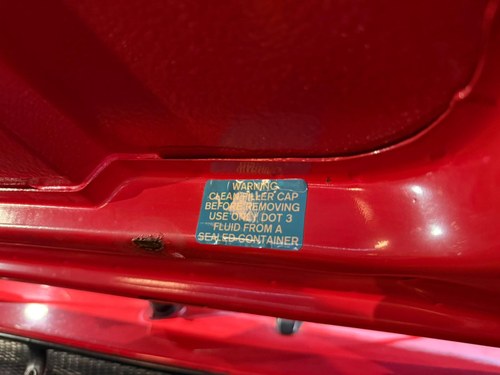 ! WARNING
CLEAN FILLER CAP
BEFORE REMOVING
USE ONLY DOT 3
FLUID FROM A
SEALED CONTAINER